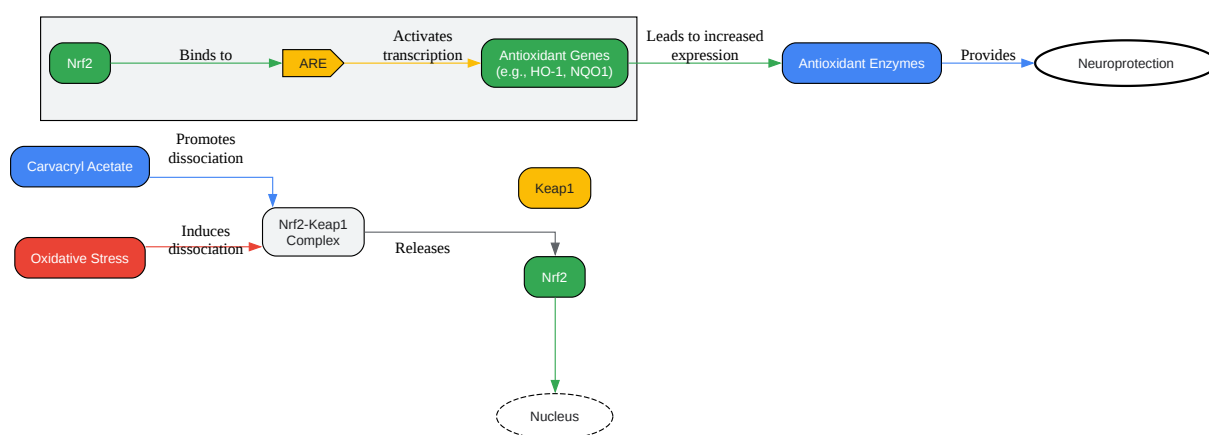 Nrf2
Binds to
ARE
Activates
transcription
Antioxidant Genes
(e.g., HO-1, NQO1)
Leads to increased
expression
Antioxidant Enzymes
Provides
Neuroprotection
Carvacryl Acetate
Promotes
dissociation
Keap1
Oxidative Stress
Induces
dissociation
Nrf2-Keap1
Complex
Releases
Nrf2
Nucleus